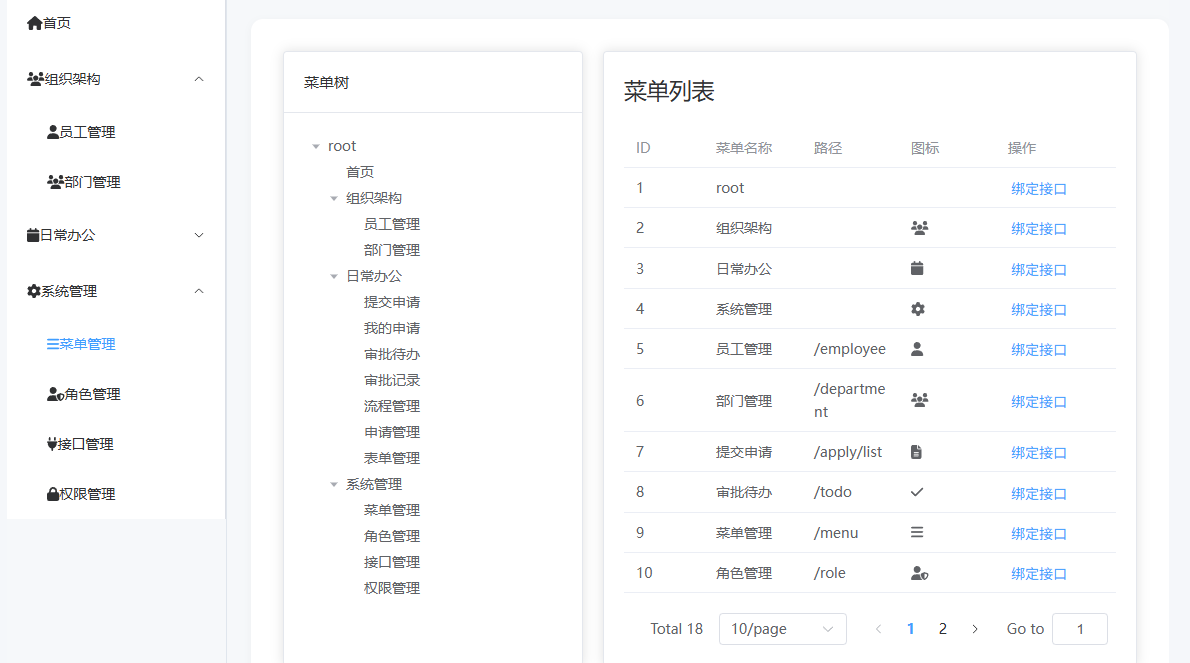 首页
组织架构
员工管理
部门管理
日常办公
系统管理
菜单管理
角色管理
接口管理
权限管理
菜单树
root
首页
组织架构
员工管理
部门管理
日常办公
提交申请
我的申请
审批待办
审批记录
流程管理
申请管理
表单管理
系统管理
菜单管理
角色管理
接口管理
权限管理
菜单列表
ID 菜单名称 路径 图标 操作
1 root 绑定接口
2 组织架构 绑定接口
3 日常办公 绑定接口
4 系统管理 绑定接口
5 员工管理 /employee 绑定接口
6 部门管理 /departme
nt 绑定接口
7 提交申请 /apply/list 绑定接口
8 审批待办 /todo 绑定接口
9 菜单管理 /menu 绑定接口
10 角色管理 /role 绑定接口
Total 18 10/page 1 2 Go to 1